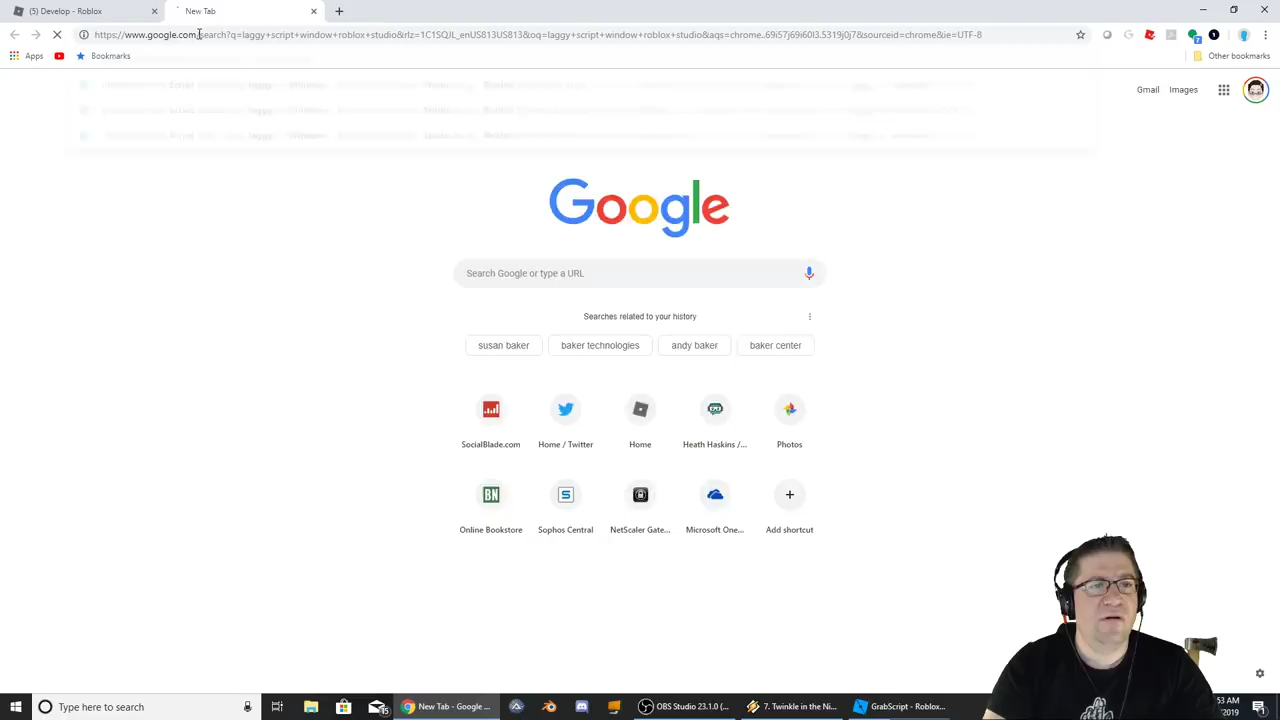 (5) Develop - Roblox
New Tab
https://www.google.com/search?q=laggy+script+window+roblox+studio&rlz=1C1SQJL_enUS813US813&oq=laggy+script+window+roblox+studio&aqs=chrome..69i57j69i60l3.5319j0j7&sourceid=chrome&ie=UTF-8
Apps
Bookmarks
Other bookmarks
Gmail
Images
Google
Search Google or type a URL
Searches related to your history
susan baker
baker technologies
andy baker
baker center
SocialBlade.com
Home / Twitter
Home
Heath Haskins /...
Photos
Online Bookstore
Sophos Central
NetScaler Gate...
Microsoft One...
Add shortcut
Type here to search
New Tab - Google ...
OBS Studio 23.1.0 (...
7. Twinkle in the Ni...
GrabScript - Roblox...
53 AM
/2019